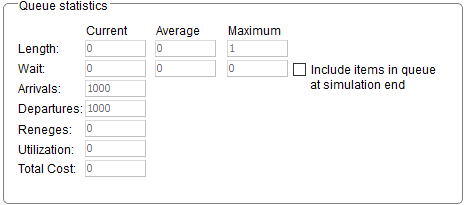 Queue statistics
Current Average Maximum
Length: 0 0 1
Wait: 0 0 0 Include items in queue
at simulation end
Arrivals: 1000
Departures: 1000
Reneges: 0
Utilization: 0
Total Cost: 0